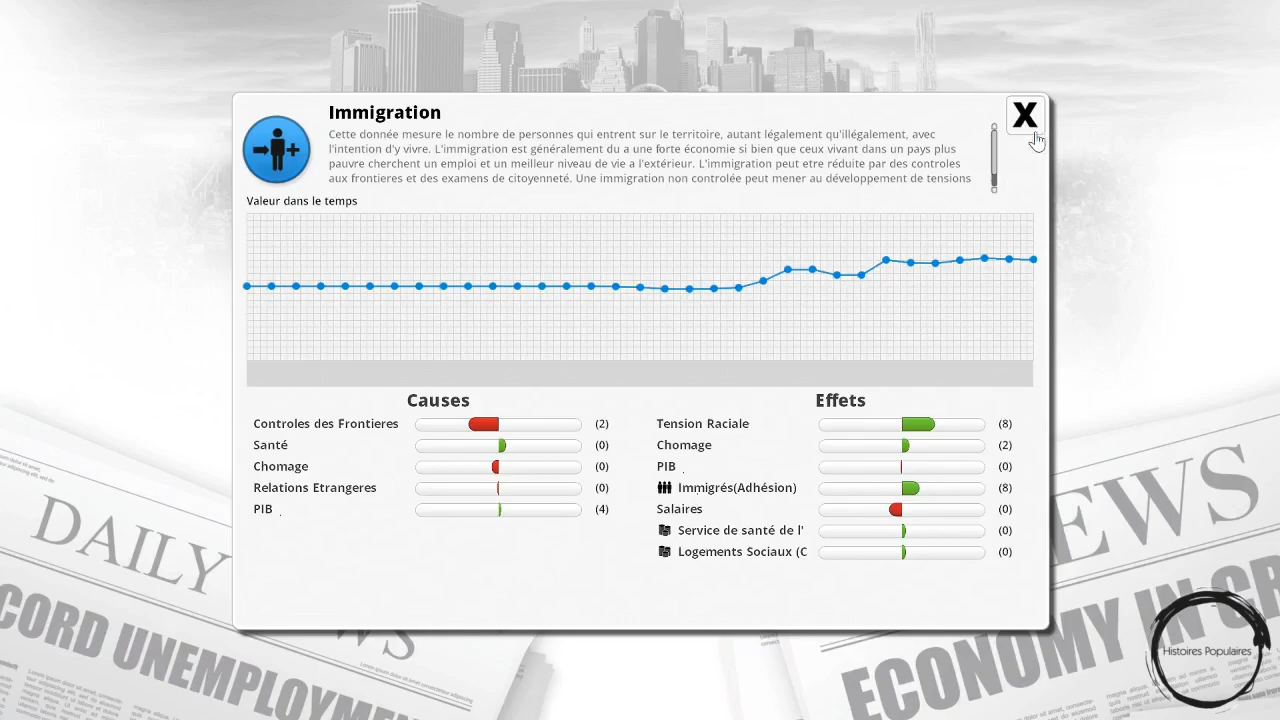 Immigration
X
Cette donnée mesure le nombre de personnes qui entrent sur le territoire, autant légalement qu'illégalement, avec
l'intention d'y vivre. L'immigration est généralement du a une forte économie si bien que ceux vivant dans un pays plus
pauvre cherchent un emploi et un meilleur niveau de vie a l'extérieur. L'immigration peut etre réduite par des controles
aux frontieres et des examens de citoyenneté. Une immigration non controlée peut mener au développement de tensions
Valeur dans le temps
Causes
Controles des Frontieres (2)
Santé (0)
Chomage (0)
Relations Etrangeres (0)
PIB (4)
Effets
Tension Raciale (8)
Chomage (2)
PIB (0)
Immigrés(Adhésion) (8)
Salaires (0)
Service de santé de l' (0)
Logements Sociaux (C (0)
DAILY
NEWS
CORD UNEMPLOYME
ECONOMY IN CR
Histoires Populaires